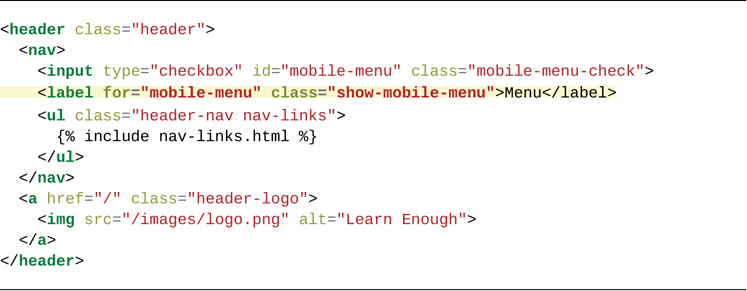 <header class="header">
  <nav>
    <input type="checkbox" id="mobile-menu" class="mobile-menu-check">
    <label for="mobile-menu" class="show-mobile-menu">Menu</label>
    <ul class="header-nav nav-links">
      {% include nav-links.html %}
    </ul>
  </nav>
  <a href="/" class="header-logo">
    <img src="/images/logo.png" alt="Learn Enough">
  </a>
</header>